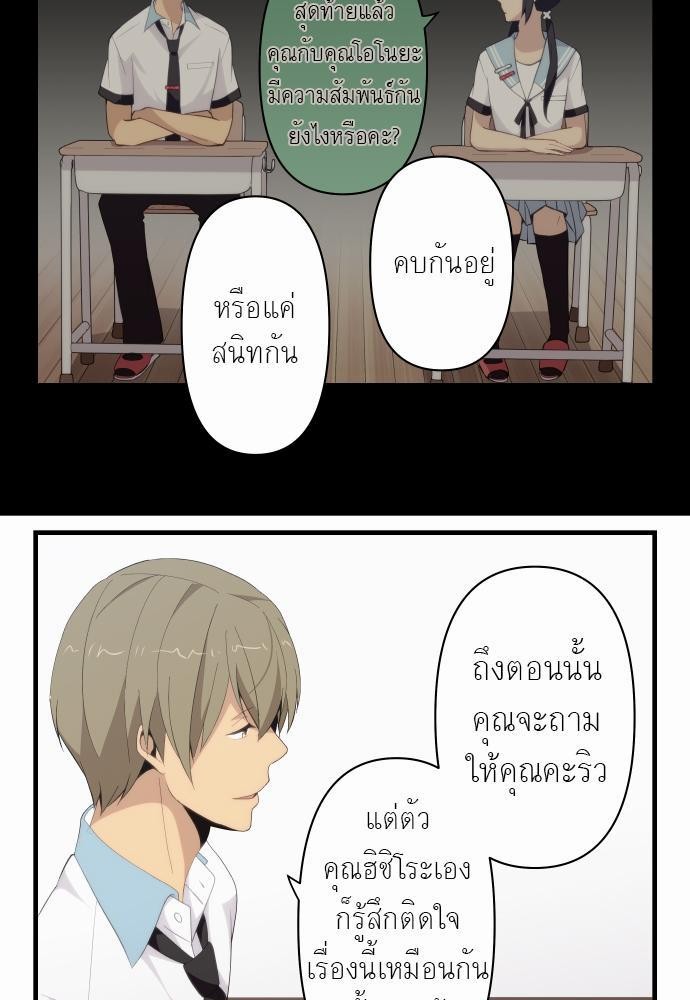 สุดท้ายแล้ว
คุณกับคุณโอโนยะ
มีความสัมพันธ์กัน
ยังไงหรือคะ?
คบกันอยู่
หรือแค่
สนิทกัน
ถึงตอนนั้น
คุณจะถาม
ให้คุณคะริว
แต่ตัว
คุณฮิชิโระเอง
ก็รู้สึกติดใจ
เรื่องนี้เหมือนกัน